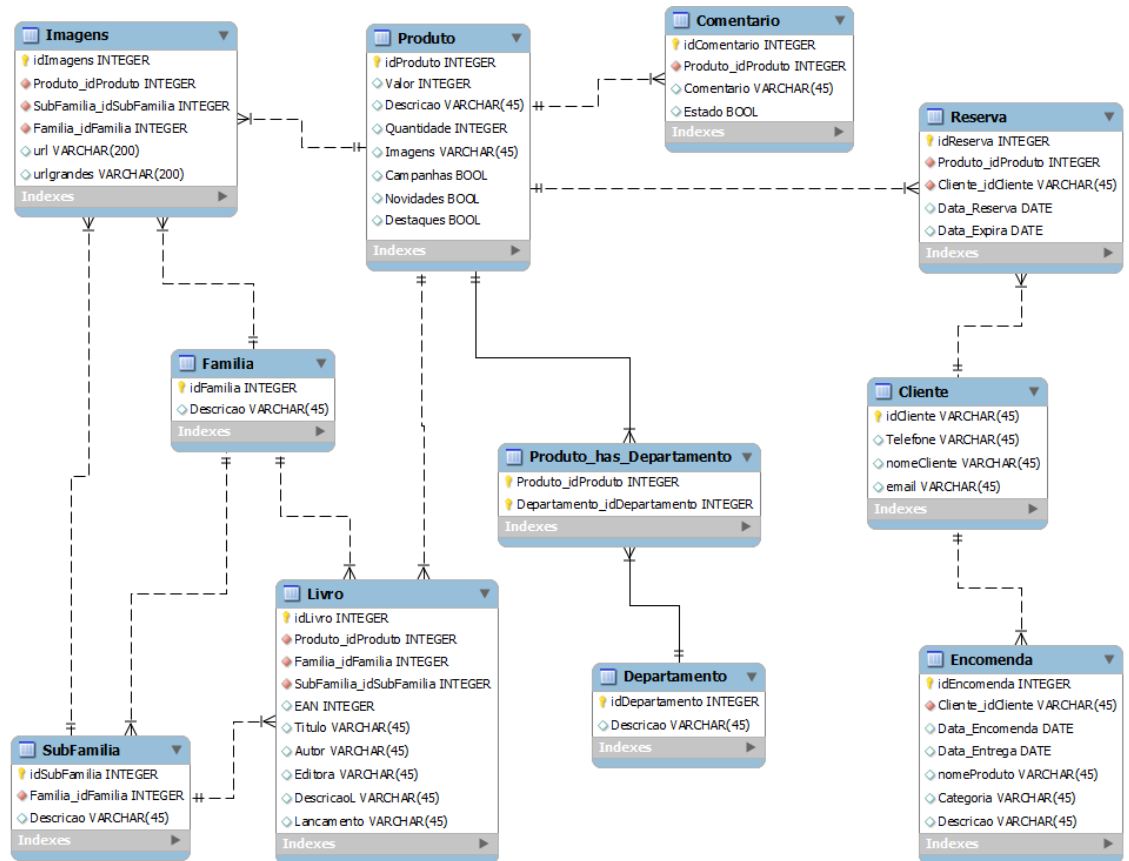 Imagens
idImagens INTEGER
Produto_idProduto INTEGER
SubFamilia_idSubFamilia INTEGER
Familia_idFamilia INTEGER
url VARCHAR(200)
urlgrandes VARCHAR(200)
Indexes
Produto
idProduto INTEGER
Valor INTEGER
Descricao VARCHAR(45)
Quantidade INTEGER
Imagens VARCHAR(45)
Campanhas BOOL
Novidades BOOL
Destaques BOOL
Indexes
Comentario
idComentario INTEGER
Produto_idProduto INTEGER
Comentario VARCHAR(45)
Estado BOOL
Indexes
Reserva
idReserva INTEGER
Produto_idProduto INTEGER
Cliente_idCliente VARCHAR(45)
Data_Reserva DATE
Data_Expira DATE
Indexes
Familia
idFamilia INTEGER
Descricao VARCHAR(45)
Indexes
Cliente
idCliente VARCHAR(45)
Telefone VARCHAR(45)
nomeCliente VARCHAR(45)
email VARCHAR(45)
Indexes
Produto_has_Departamento
Produto_idProduto INTEGER
Departamento_idDepartamento INTEGER
Indexes
Livro
idLivro INTEGER
Produto_idProduto INTEGER
Familia_idFamilia INTEGER
SubFamilia_idSubFamilia INTEGER
EAN INTEGER
Titulo VARCHAR(45)
Autor VARCHAR(45)
Editora VARCHAR(45)
DescricaoL VARCHAR(45)
Lancamento VARCHAR(45)
Indexes
Departamento
idDepartamento INTEGER
Descricao VARCHAR(45)
Indexes
Encomenda
idEncomenda INTEGER
Cliente_idCliente VARCHAR(45)
Data_Encomenda DATE
Data_Entrega DATE
nomeProduto VARCHAR(45)
Categoria VARCHAR(45)
Descricao VARCHAR(45)
Indexes
SubFamilia
idSubFamilia INTEGER
Familia_idFamilia INTEGER
Descricao VARCHAR(45)
Indexes